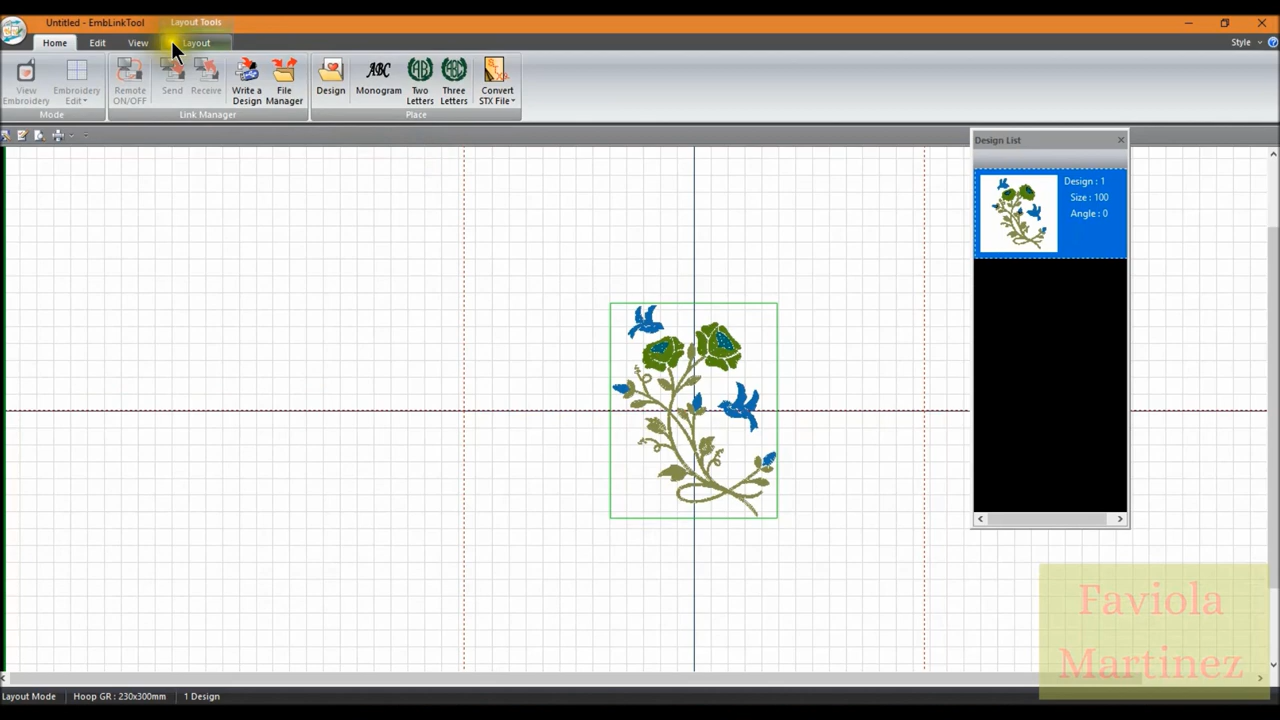 Untitled - EmbLinkTool
Layout Tools
Home
Edit
View
Layout
Style
View
Embroidery
Embroidery
Edit
Remote
ON/OFF
Send
Receive
Write a
Design
File
Manager
Design
ABC
Monogram
Two
Letters
Three
Letters
Convert
STX File
Mode
Link Manager
Place
Design List
Design : 1
Size : 100
Angle : 0
Faviola
Martinez
Layout Mode
Hoop GR : 230x300mm
1 Design